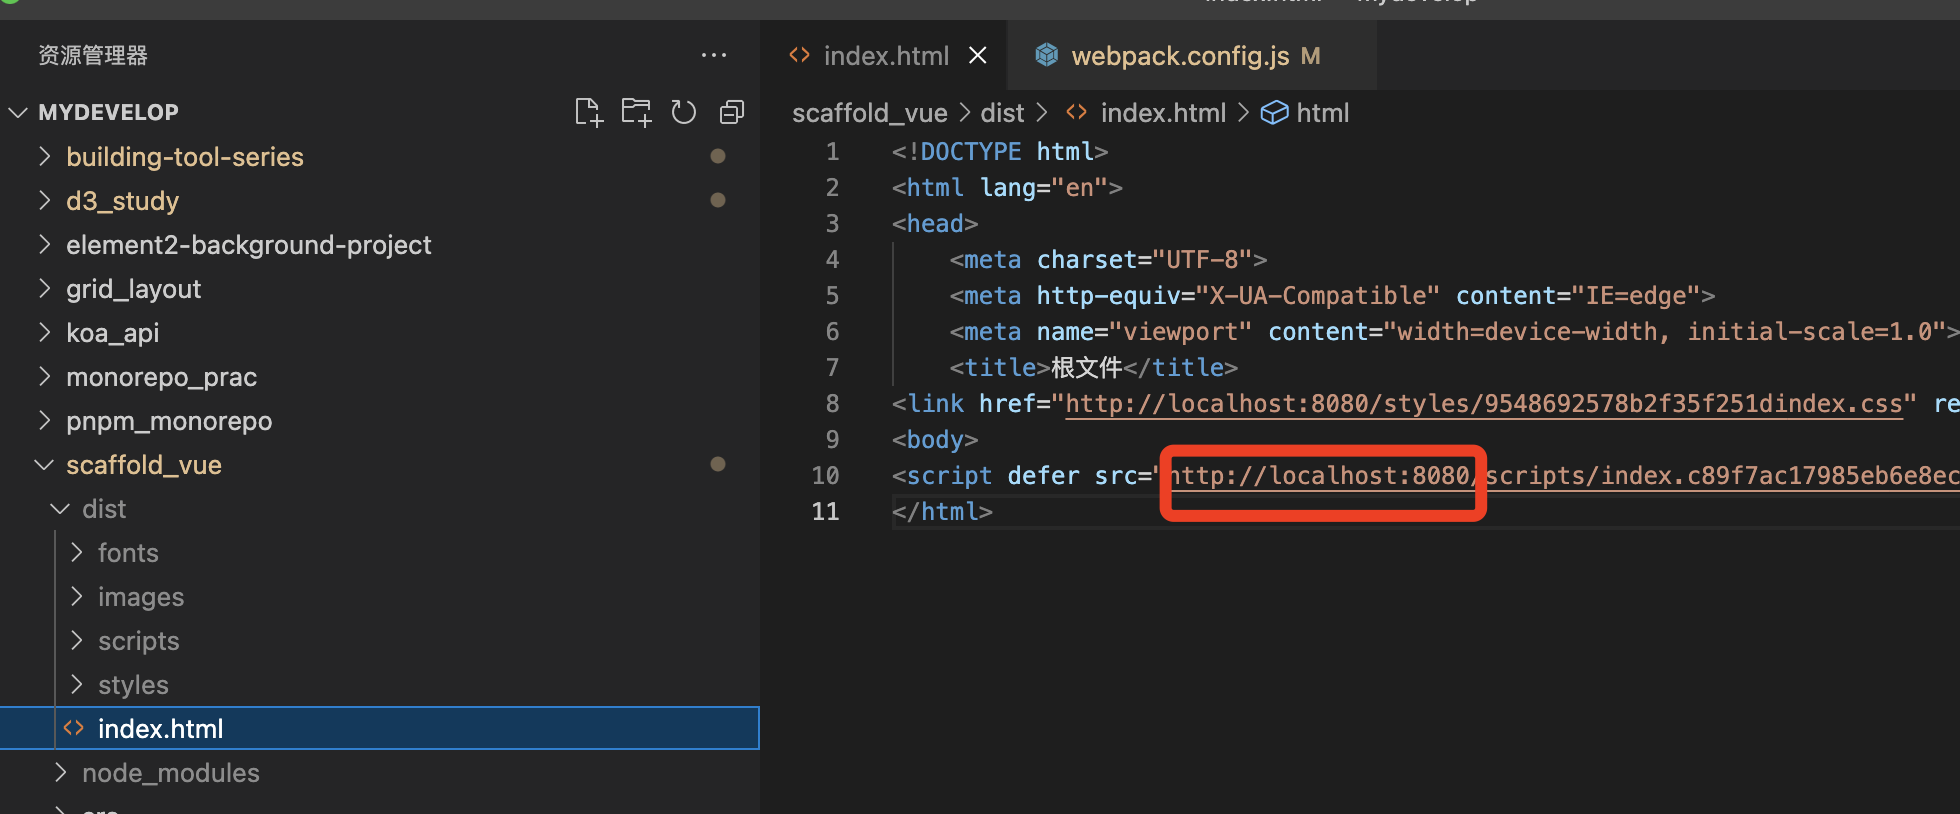 资源管理器
MYDEVELOP
building-tool-series
d3_study
element2-background-project
grid_layout
koa_api
monorepo_prac
pnpm_monorepo
scaffold_vue
dist
fonts
images
scripts
styles
index.html
node_modules
index.html
webpack.config.js M
scaffold_vue > dist > index.html > html
1 <!DOCTYPE html>
2 <html lang="en">
3 <head>
4 <meta charset="UTF-8">
5 <meta http-equiv="X-UA-Compatible" content="IE=edge">
6 <meta name="viewport" content="width=device-width, initial-scale=1.0">
7 <title>根文件</title>
8 <link href="http://localhost:8080/styles/9548692578b2f35f251dindex.css" re
9 <body>
10 <script defer src="http://localhost:8080/scripts/index.c89f7ac17985eb6e8ec
11 </html>